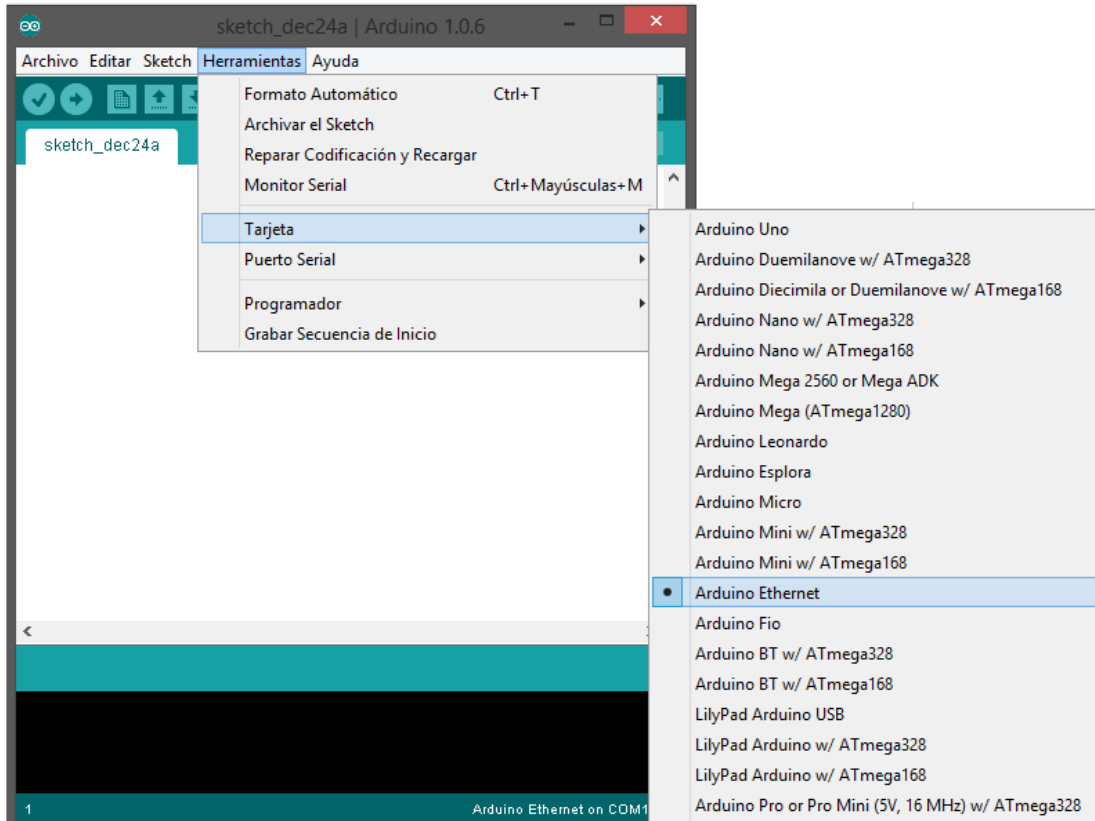 sketch_dec24a | Arduino 1.0.6
Archivo Editar Sketch Herramientas Ayuda
sketch_dec24a
Formato Automático Ctrl+T
Archivar el Sketch
Reparar Codificación y Recargar
Monitor Serial Ctrl+Mayúsculas+M
Tarjeta
Puerto Serial
Programador
Grabar Secuencia de Inicio
Arduino Uno
Arduino Duemilanove w/ ATmega328
Arduino Diecimila or Duemilanove w/ ATmega168
Arduino Nano w/ ATmega328
Arduino Nano w/ ATmega168
Arduino Mega 2560 or Mega ADK
Arduino Mega (ATmega1280)
Arduino Leonardo
Arduino Esplora
Arduino Micro
Arduino Mini w/ ATmega328
Arduino Mini w/ ATmega168
Arduino Ethernet
Arduino Fio
Arduino BT w/ ATmega328
Arduino BT w/ ATmega168
LilyPad Arduino USB
LilyPad Arduino w/ ATmega328
LilyPad Arduino w/ ATmega168
Arduino Pro or Pro Mini (5V, 16 MHz) w/ ATmega328
1 Arduino Ethernet on COM1